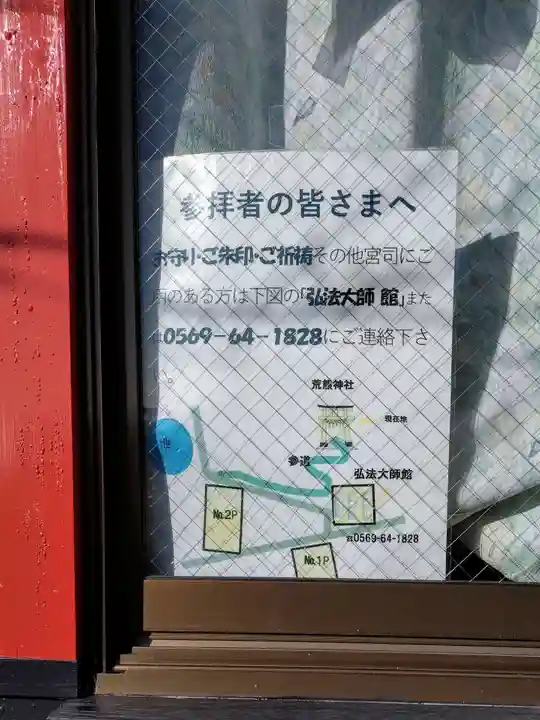 参拝者の皆さまへ
お守り・ご朱印・ご祈祷その他宮司にご
用のある方は下図の「弘法大師 館」また
は0569-64-1828にご連絡下さ
荒熊神社
現在地
参道
弘法大師館
池
No.2P
☎0569-64-1828
No.1P